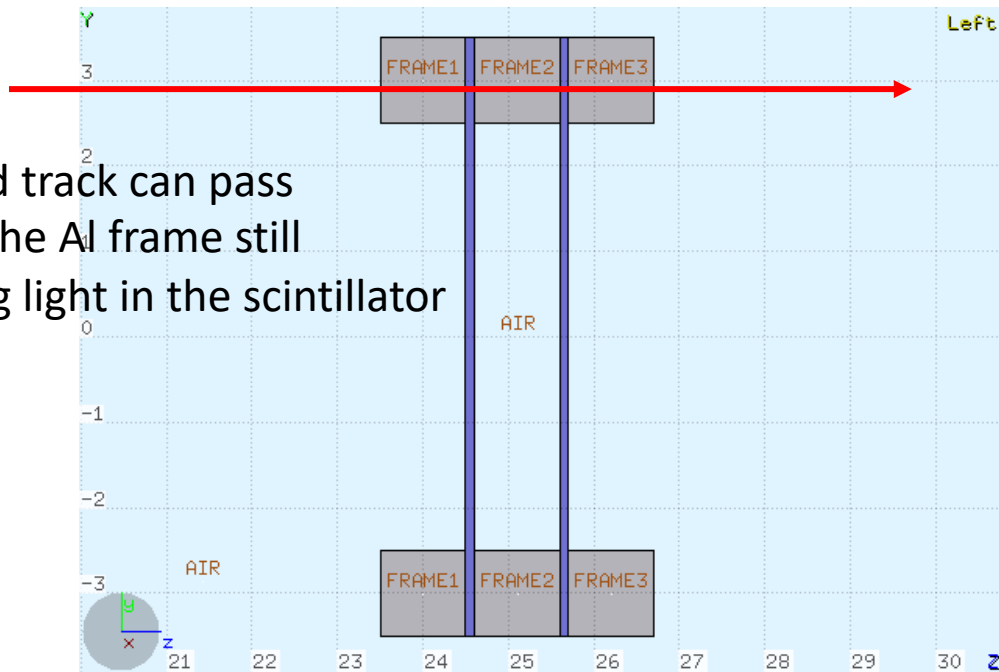 Y
Left
FRAME1 FRAME2 FRAME3
3
2
d track can pass
he Al frame still
1
g light in the scintillator
0
AIR
-1
-2
AIR
-3
FRAME1 FRAME2 FRAME3
y
x z
21 22 23 24 25 26 27 28 29 30 Z